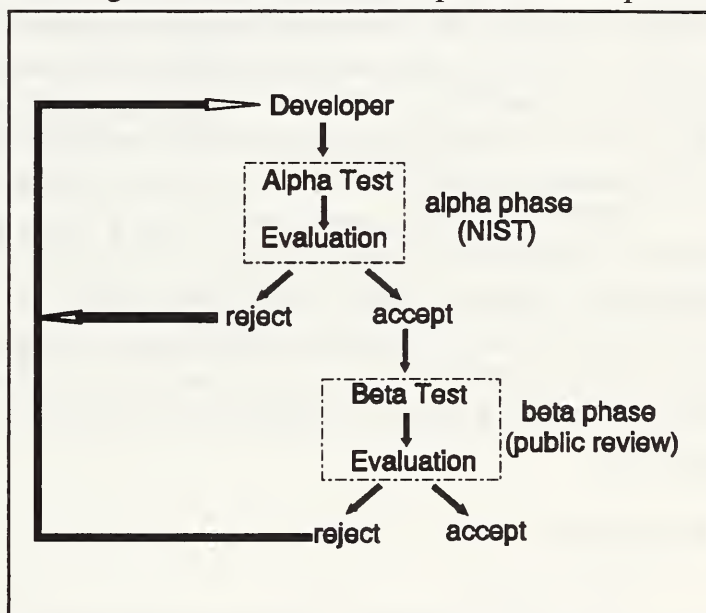 Developer
Alpha Test
Evaluation
alpha phase
(NIST)
reject
accept
Beta Test
Evaluation
beta phase
(public review)
reject
accept